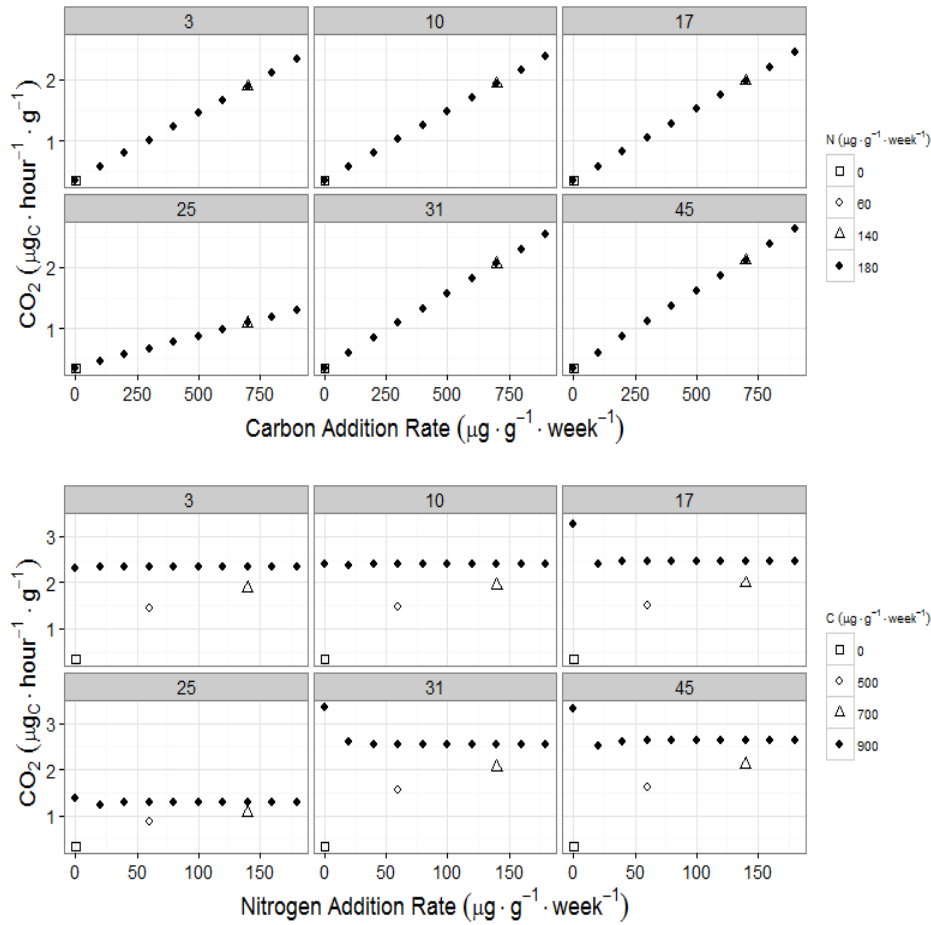 3 10 17
2
1
25 31 45
2
1
0 250 500 750 0 250 500 750 0 250 500 750
Carbon Addition Rate (μg · g⁻¹ · week⁻¹)
CO₂ (μg_C · hour⁻¹ · g⁻¹)
N (μg · g⁻¹ · week⁻¹)
0
60
140
180
3 10 17
3
2
1
25 31 45
3
2
1
0 50 100 150 0 50 100 150 0 50 100 150
Nitrogen Addition Rate (μg · g⁻¹ · week⁻¹)
CO₂ (μg_C · hour⁻¹ · g⁻¹)
C (μg · g⁻¹ · week⁻¹)
0
500
700
900